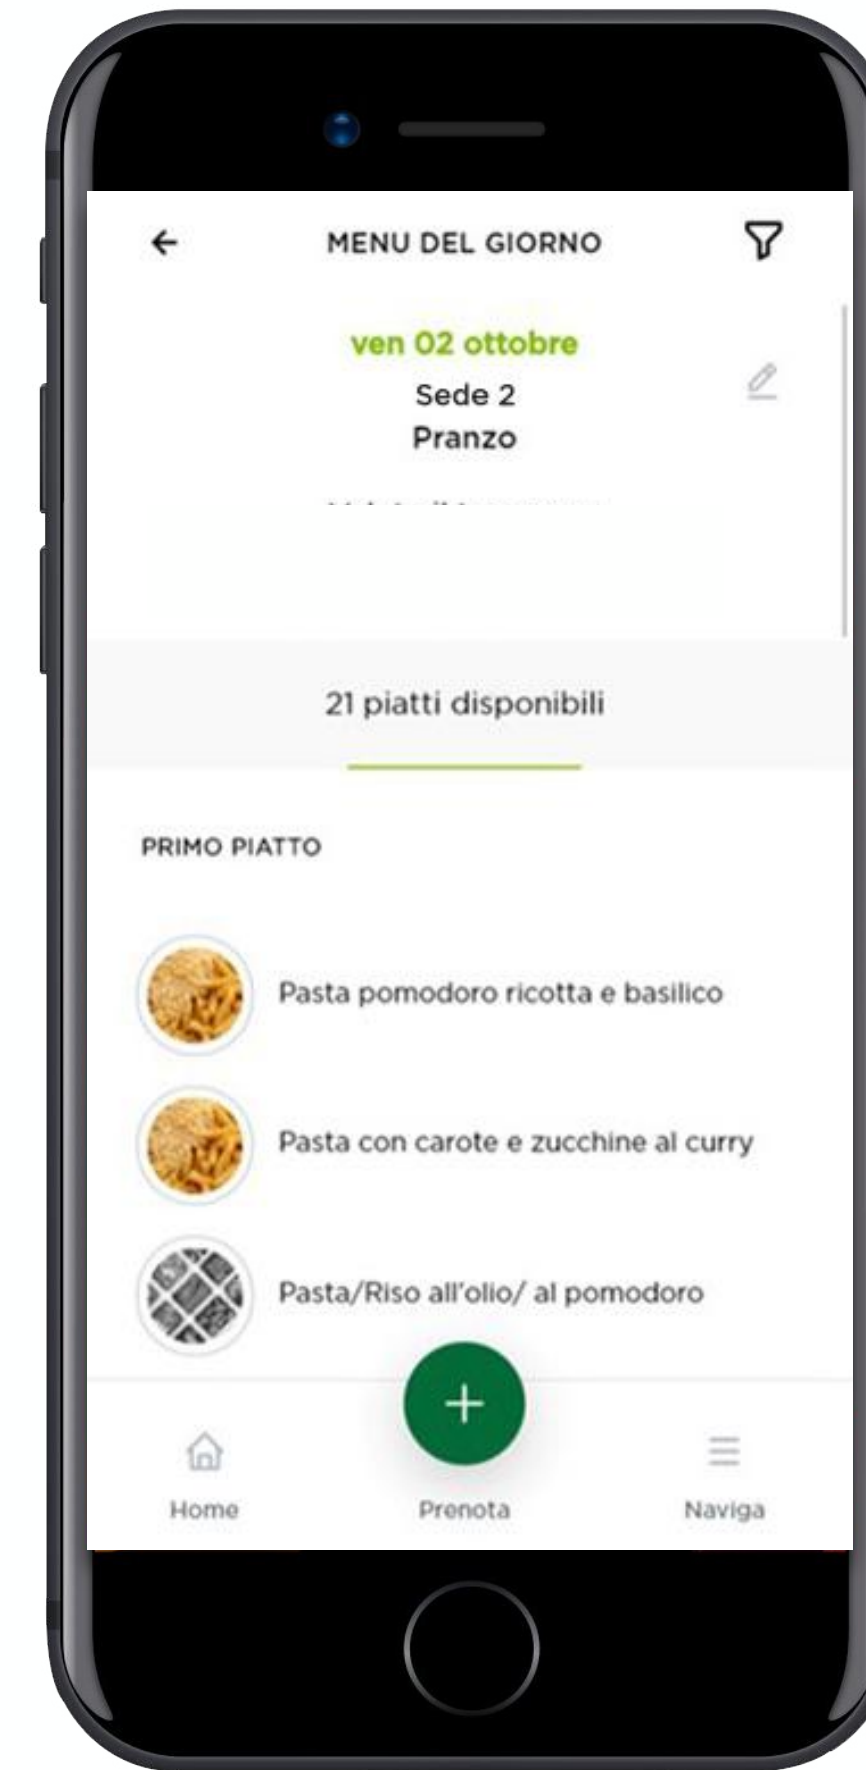 MENU DEL GIORNO
ven 02 ottobre
Sede 2
Pranzo
21 piatti disponibili
PRIMO PIATTO
Pasta pomodoro ricotta e basilico
Pasta con carote e zucchine al curry
Pasta/Riso all'olio/ al pomodoro
Home
Prenota
Naviga